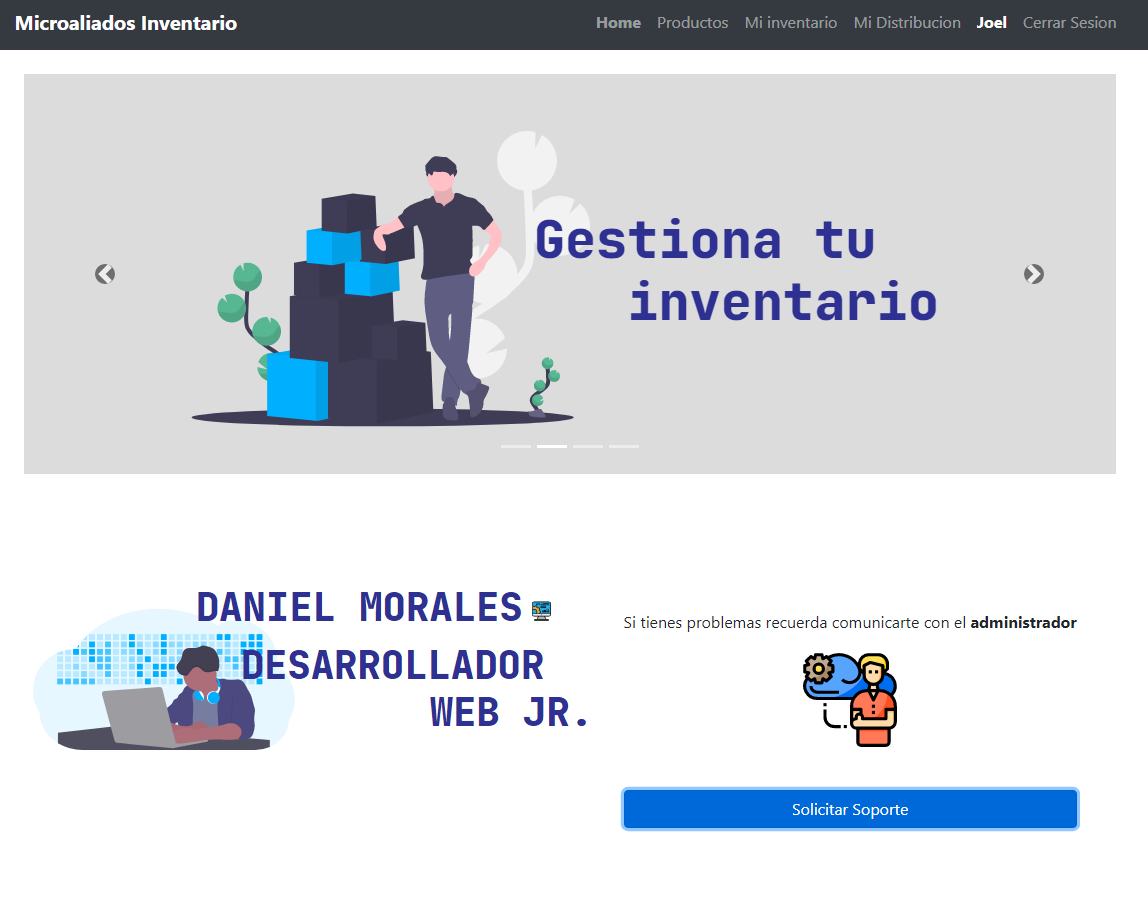 Microaliados Inventario
Home Productos Mi inventario Mi Distribucion Joel Cerrar Sesion
Gestiona tu
inventario
DANIEL MORALES
DESARROLLADOR
WEB JR.
Si tienes problemas recuerda comunicarte con el administrador
Solicitar Soporte